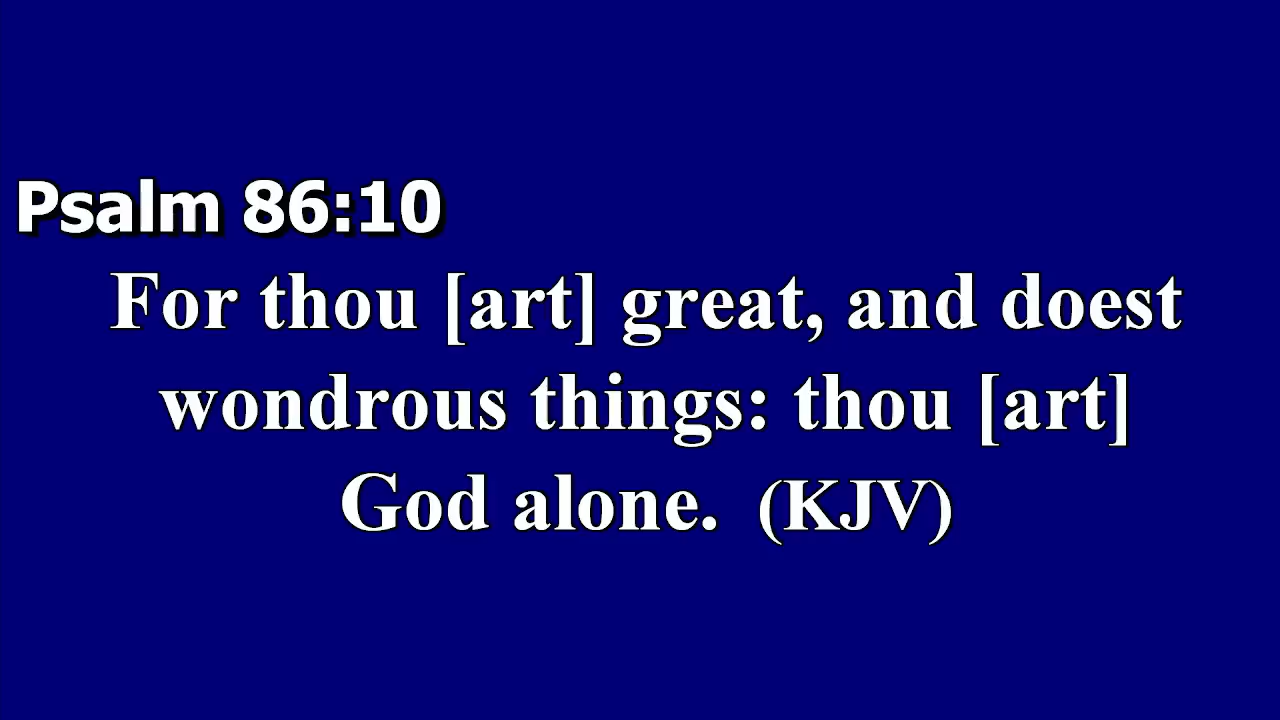 Psalm 86:10
For thou [art] great, and doest
wondrous things: thou [art]
God alone.  (KJV)